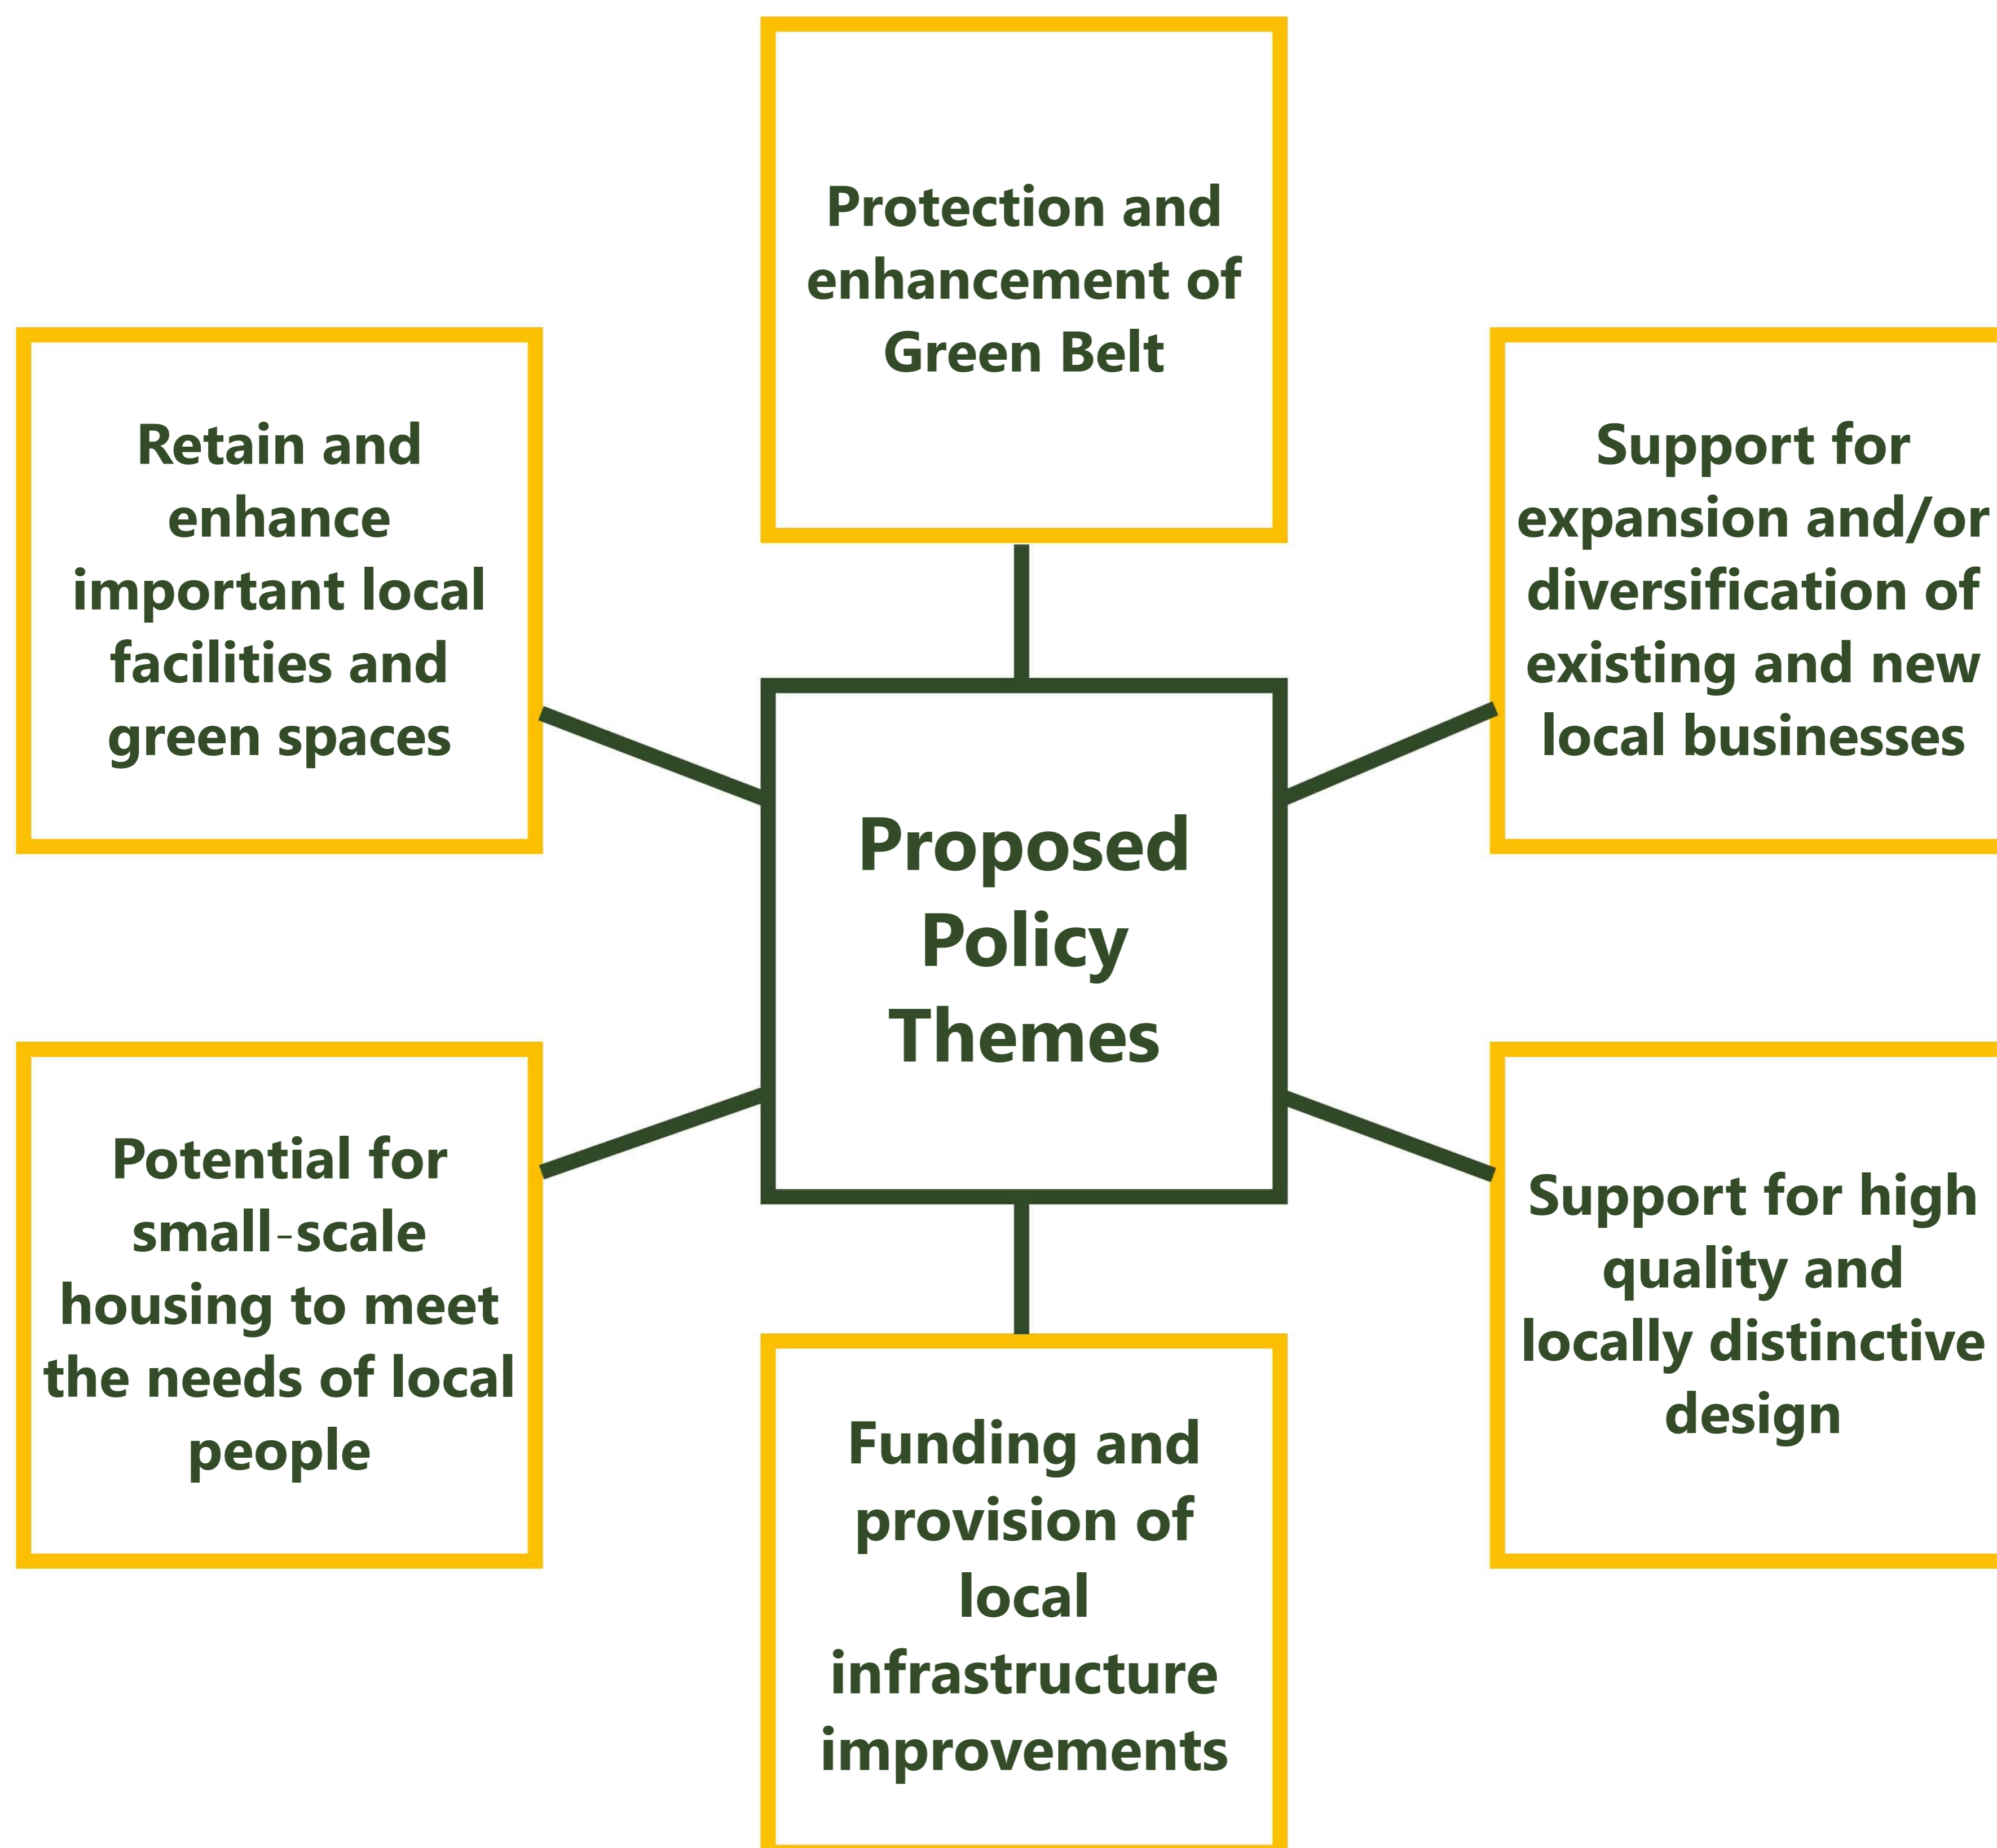 Protection and
enhancement of
Green Belt
Retain and
enhance
important local
facilities and
green spaces
Support for
expansion and/or
diversification of
existing and new
local businesses
Proposed
Policy
Themes
Potential for
small-scale
housing to meet
the needs of local
people
Support for high
quality and
locally distinctive
design
Funding and
provision of
local
infrastructure
improvements